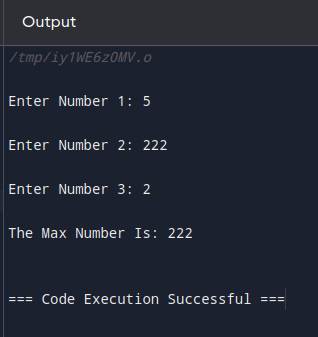 Output
/tmp/iy1WE6zOMV.o
Enter Number 1: 5
Enter Number 2: 222
Enter Number 3: 2
The Max Number Is: 222
=== Code Execution Successful ===